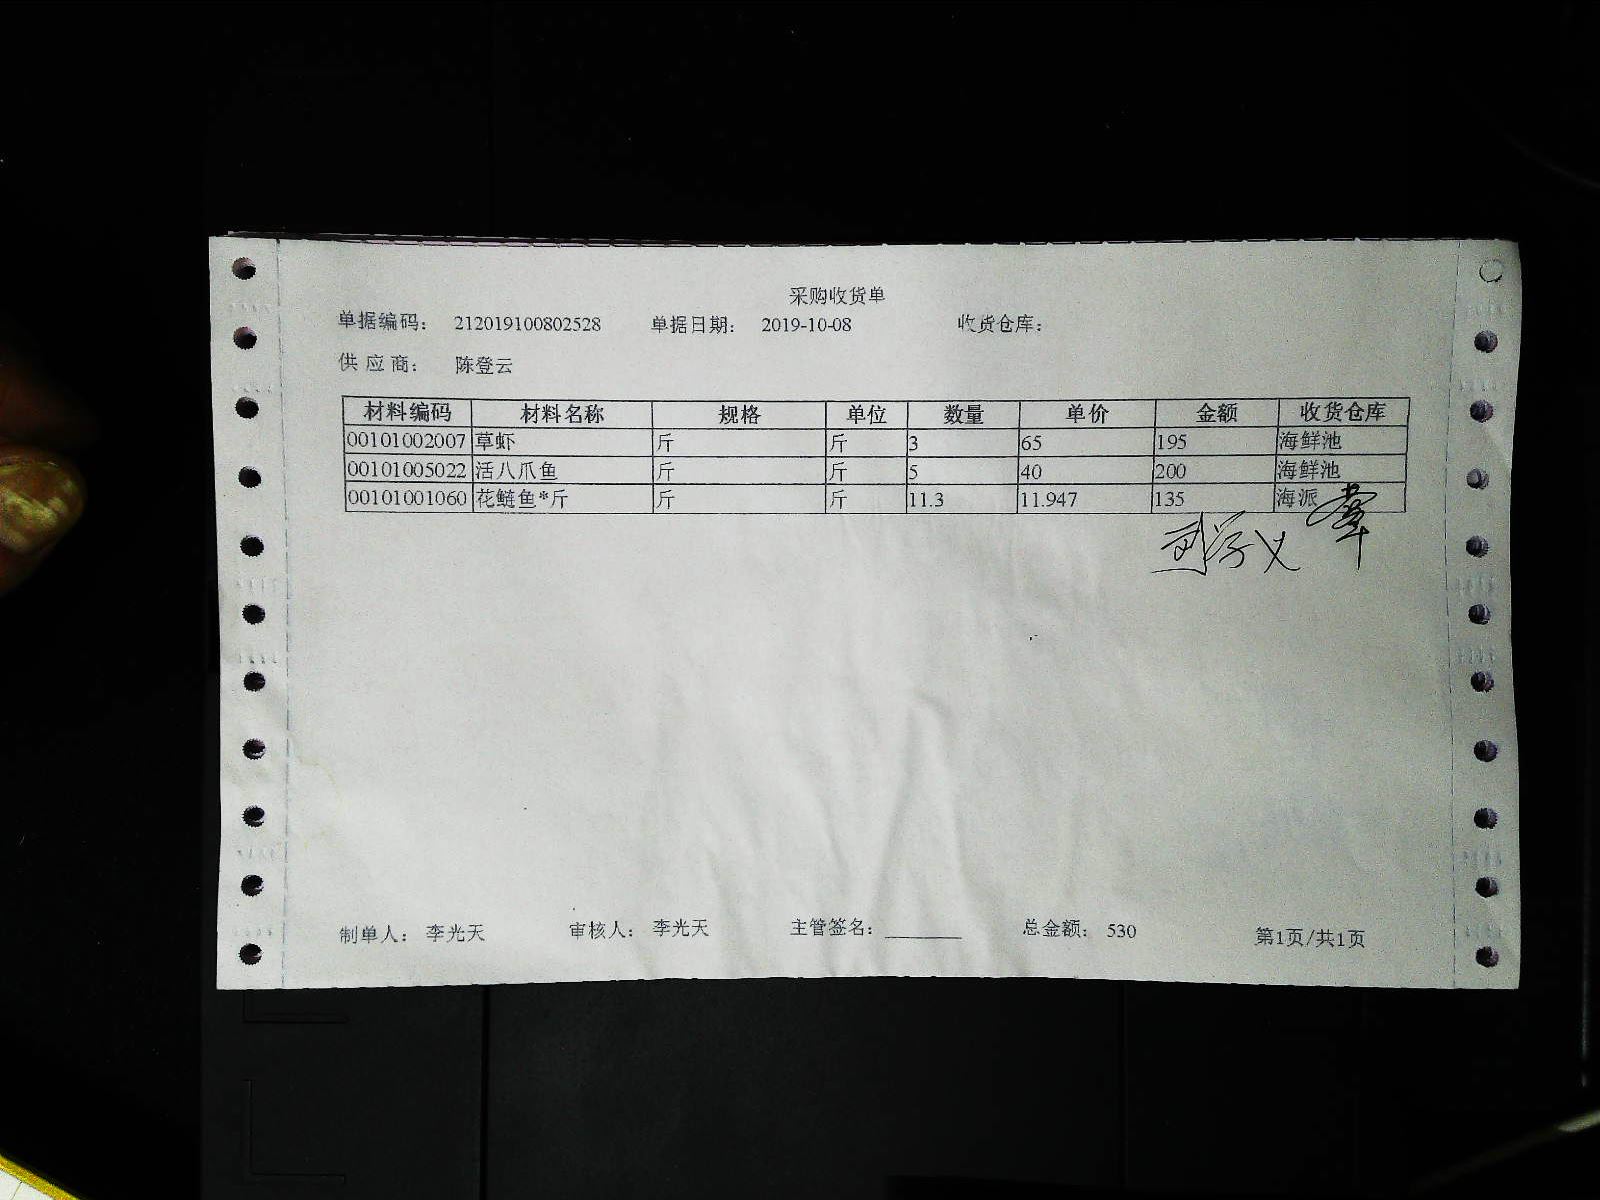 采购收货单
单据编码： 212019100802528 单据日期： 2019-10-08 收货仓库：
供 应 商： 陈登云
材料编码 材料名称 规格 单位 数量 单价 金额 收货仓库
00101002007 草虾 斤 斤 3 65 195 海鲜池
00101005022 活八爪鱼 斤 斤 5 40 200 海鲜池
00101001060 花鲢鱼*斤 斤 斤 11.3 11.947 135 海派
制单人： 李光天 审核人： 李光天 主管签名：________ 总金额： 530 第1页/共1页